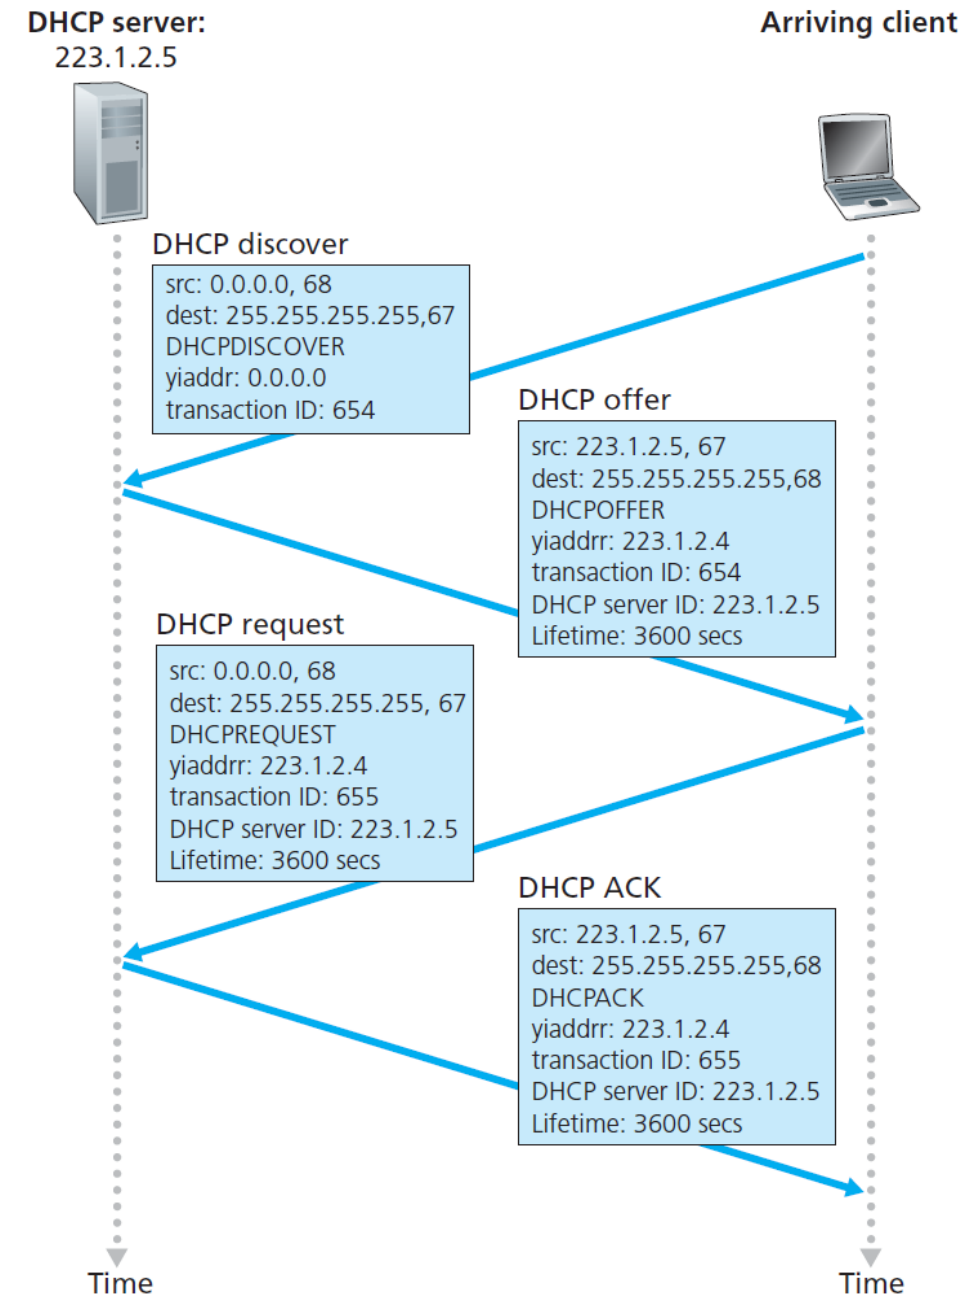 DHCP server:
223.1.2.5
Arriving client
DHCP discover
src: 0.0.0.0, 68
dest: 255.255.255.255,67
DHCPDISCOVER
yiaddr: 0.0.0.0
transaction ID: 654
DHCP offer
src: 223.1.2.5, 67
dest: 255.255.255.255,68
DHCPOFFER
yiaddrr: 223.1.2.4
transaction ID: 654
DHCP server ID: 223.1.2.5
Lifetime: 3600 secs
DHCP request
src: 0.0.0.0, 68
dest: 255.255.255.255, 67
DHCPREQUEST
yiaddrr: 223.1.2.4
transaction ID: 655
DHCP server ID: 223.1.2.5
Lifetime: 3600 secs
DHCP ACK
src: 223.1.2.5, 67
dest: 255.255.255.255,68
DHCPACK
yiaddrr: 223.1.2.4
transaction ID: 655
DHCP server ID: 223.1.2.5
Lifetime: 3600 secs
Time
Time